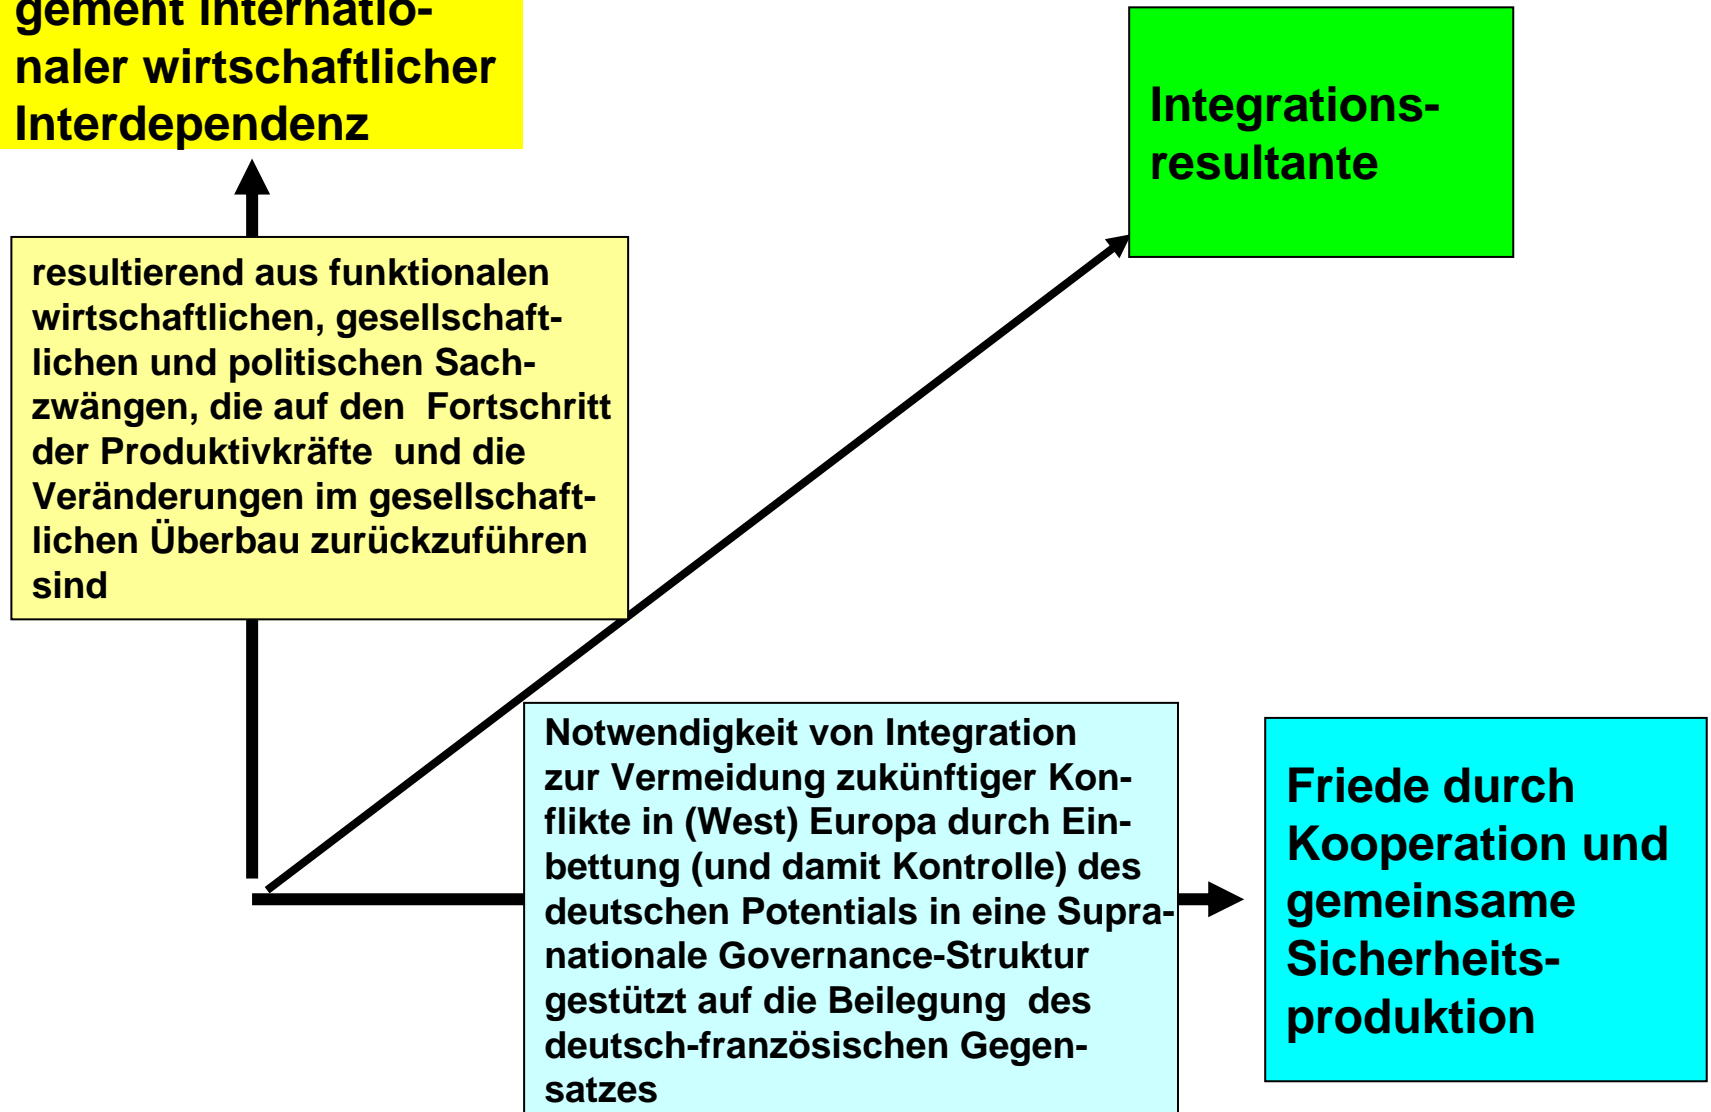 gement internatio-
naler wirtschaftlicher
Interdependenz
Integrations-
resultante
resultierend aus funktionalen
wirtschaftlichen, gesellschaft-
lichen und politischen Sach-
zwängen, die auf den  Fortschritt
der Produktivkräfte  und die
Veränderungen im gesellschaft-
lichen Überbau zurückzuführen
sind
Notwendigkeit von Integration
zur Vermeidung zukünftiger Kon-
flikte in (West) Europa durch Ein-
bettung (und damit Kontrolle) des
deutschen Potentials in eine Supra-
nationale Governance-Struktur
gestützt auf die Beilegung  des
deutsch-französischen Gegen-
satzes
Friede durch
Kooperation und
gemeinsame
Sicherheits-
produktion